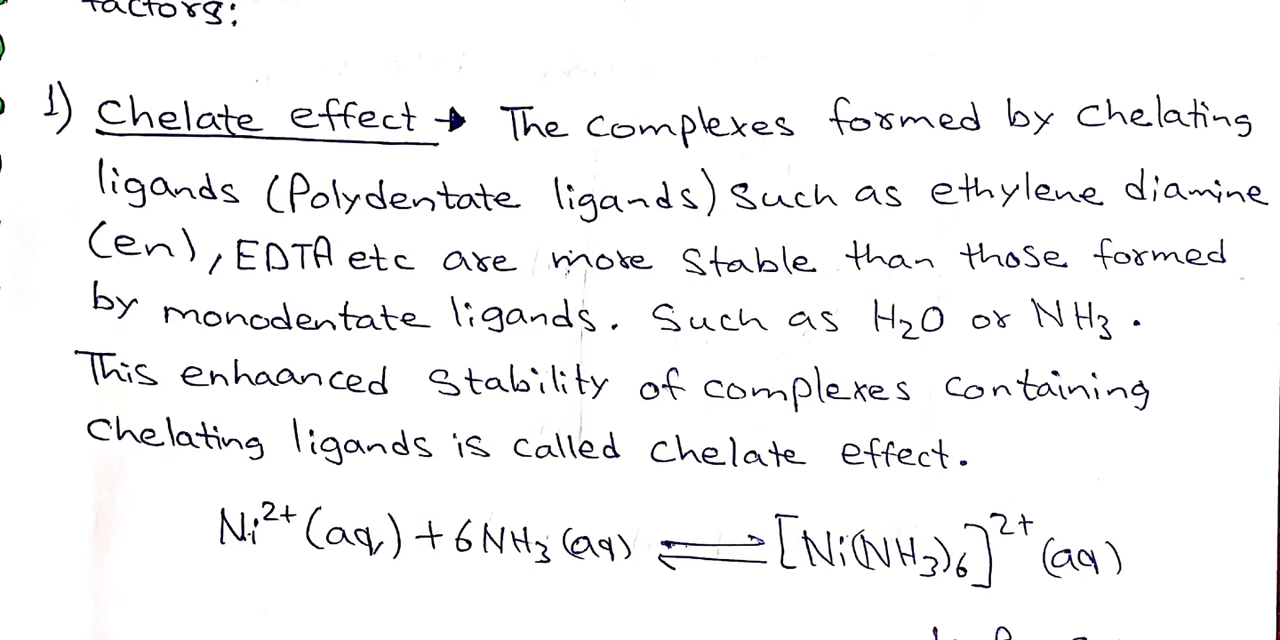 factors:
1) Chelate effect → The complexes formed by chelating
ligands (Polydentate ligands) Such as ethylene diamine
(en), EDTA etc are more stable than those formed
by monodentate ligands. Such as H₂O or NH₃.
This enhaanced Stability of complexes containing
chelating ligands is called chelate effect.
Ni²⁺(aq) + 6NH₃(aq) ⇌ [Ni(NH₃)₆]²⁺(aq)